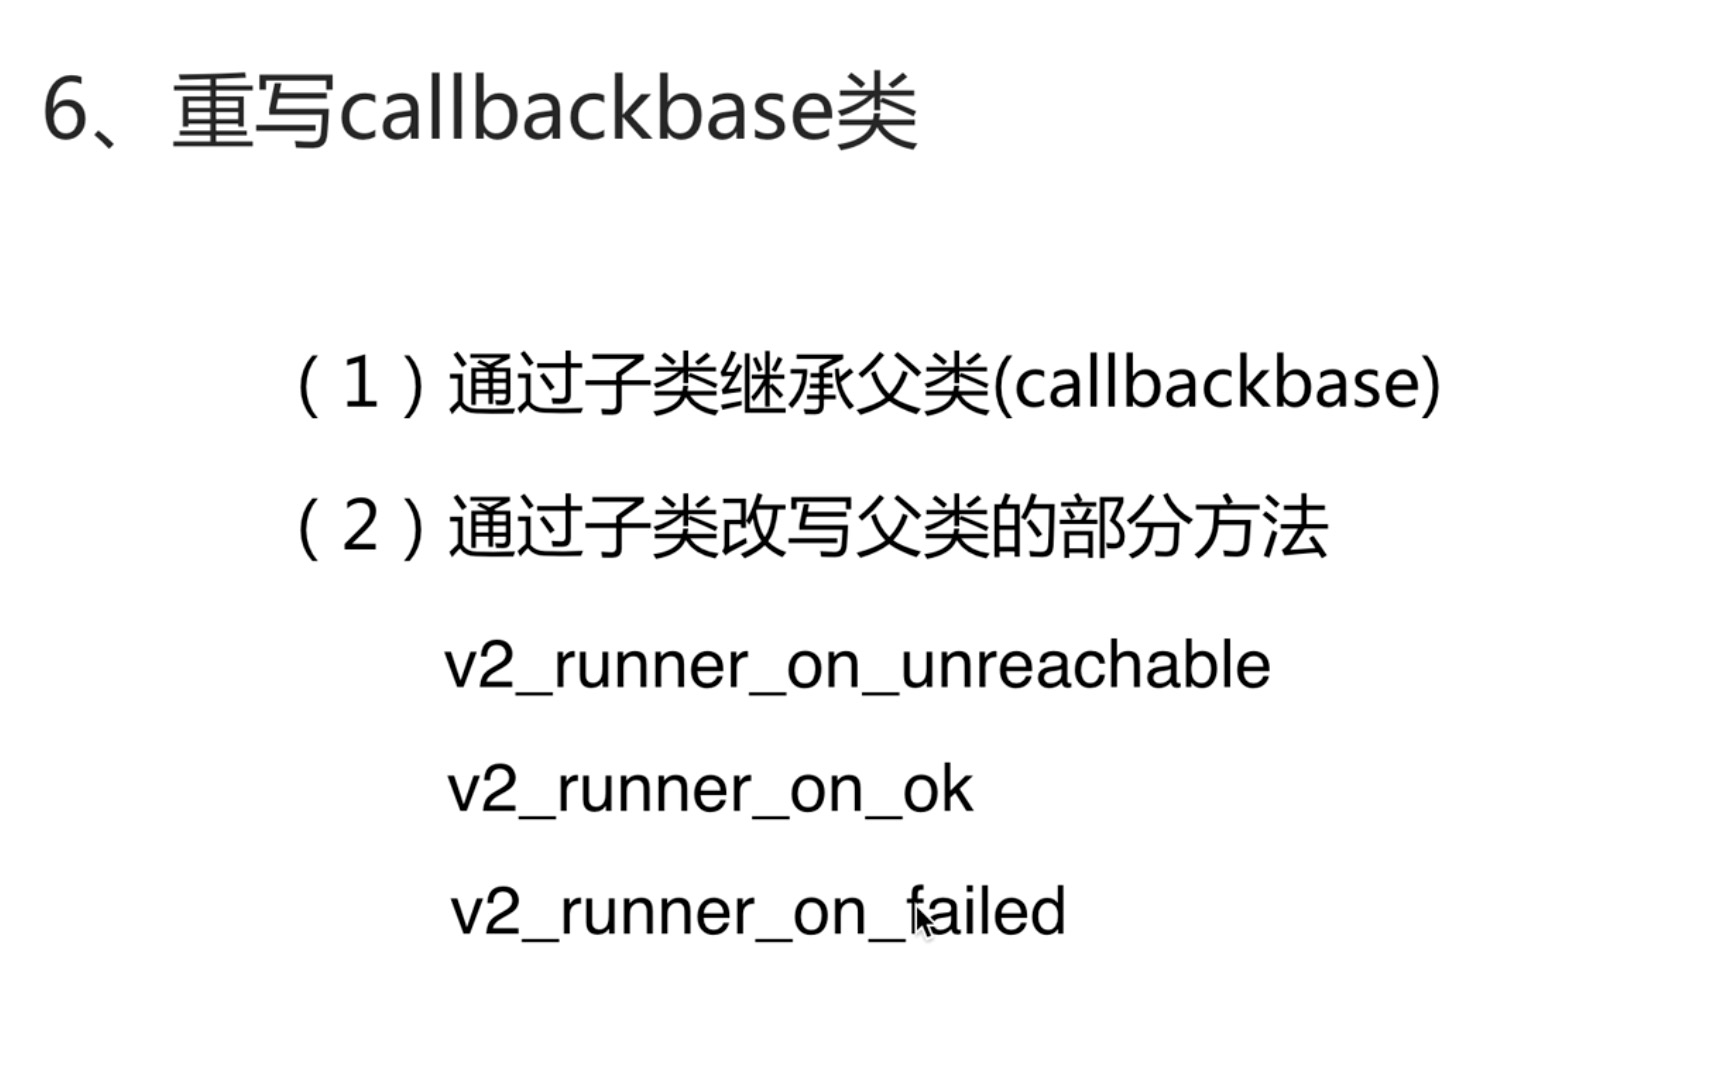 6、重写callbackbase类
（1）通过子类继承父类(callbackbase)
（2）通过子类改写父类的部分方法
v2_runner_on_unreachable
v2_runner_on_ok
v2_runner_on_failed